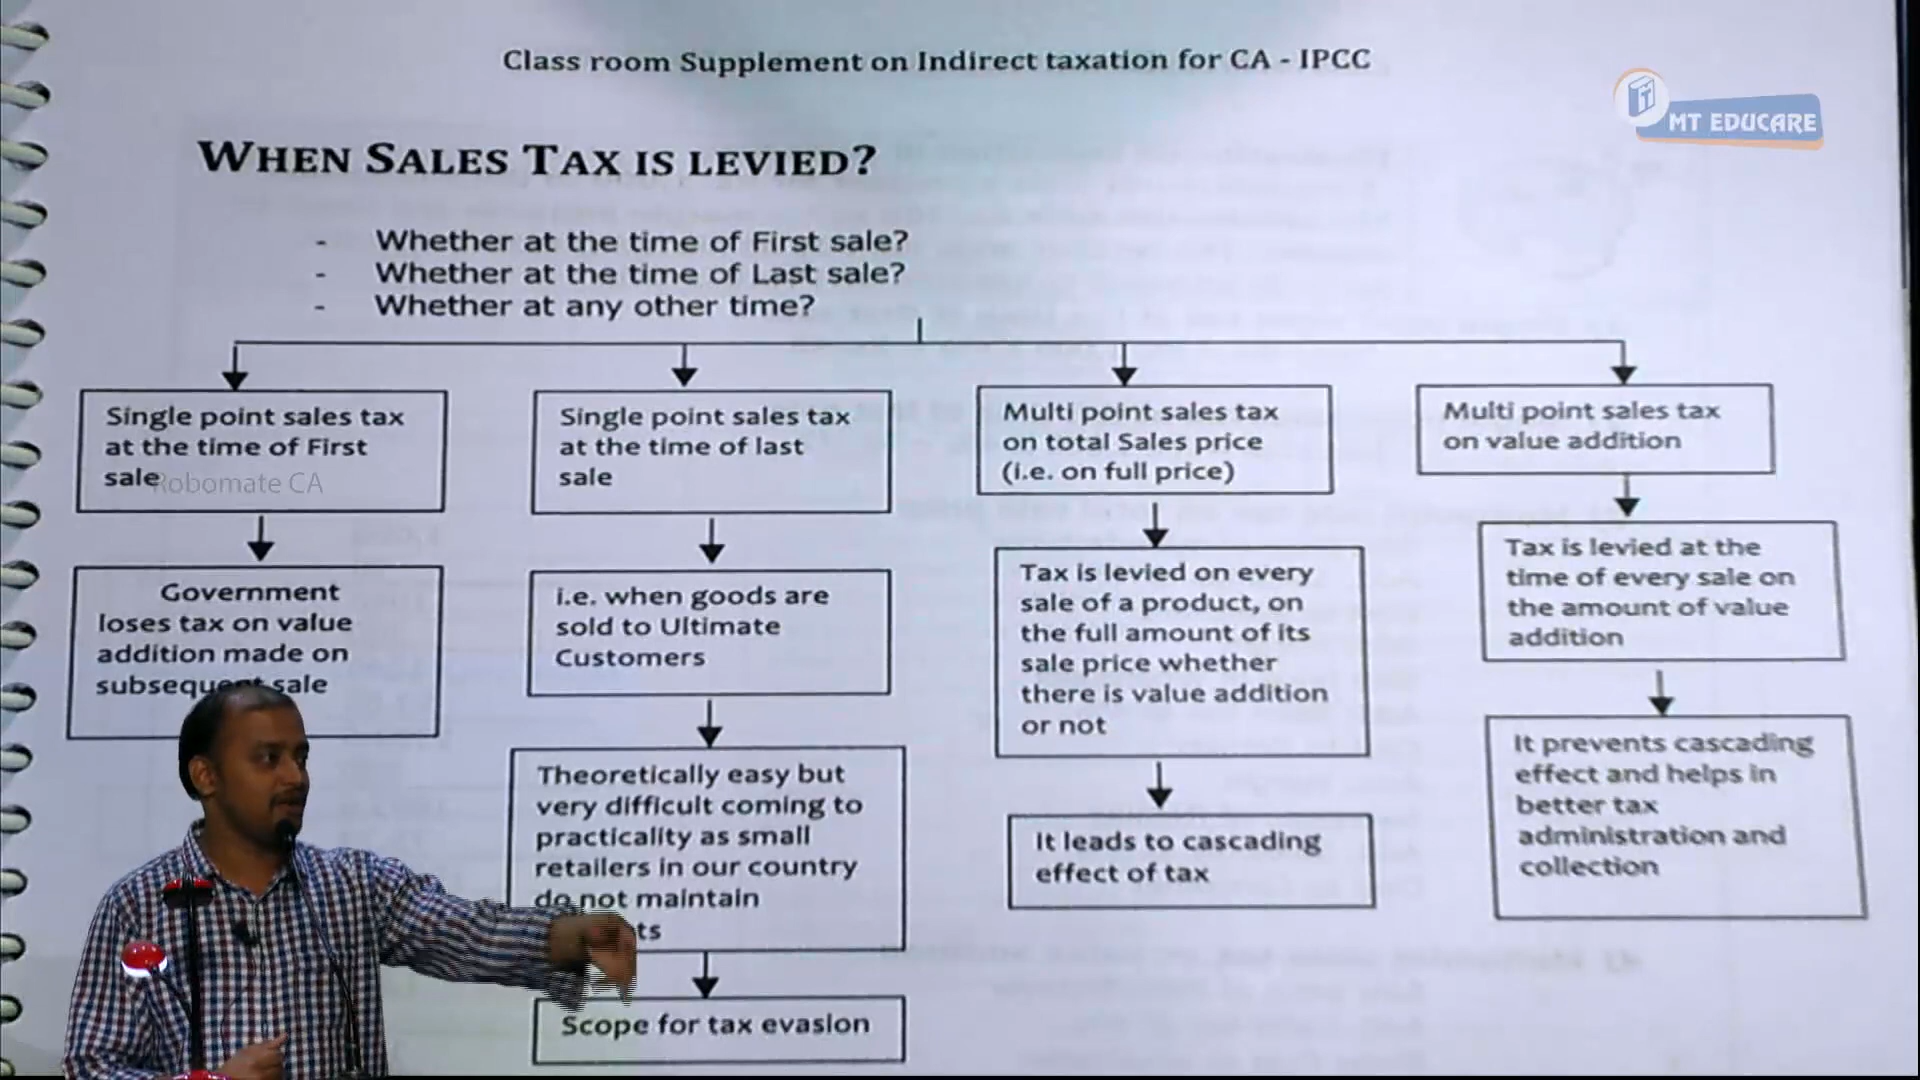 Class room Supplement on Indirect taxation for CA - IPCC
MT EDUCARE
WHEN SALES TAX IS LEVIED?
- Whether at the time of First sale?
- Whether at the time of Last sale?
- Whether at any other time?
Single point sales tax
at the time of First
sale
Robomate CA
Government
loses tax on value
addition made on
subsequent sale
Single point sales tax
at the time of last
sale
i.e. when goods are
sold to Ultimate
Customers
Theoretically easy but
very difficult coming to
practicality as small
retailers in our country
do not maintain
ts
Scope for tax evasion
Multi point sales tax
on total Sales price
(i.e. on full price)
Tax is levied on every
sale of a product, on
the full amount of its
sale price whether
there is value addition
or not
It leads to cascading
effect of tax
Multi point sales tax
on value addition
Tax is levied at the
time of every sale on
the amount of value
addition
It prevents cascading
effect and helps in
better tax
administration and
collection